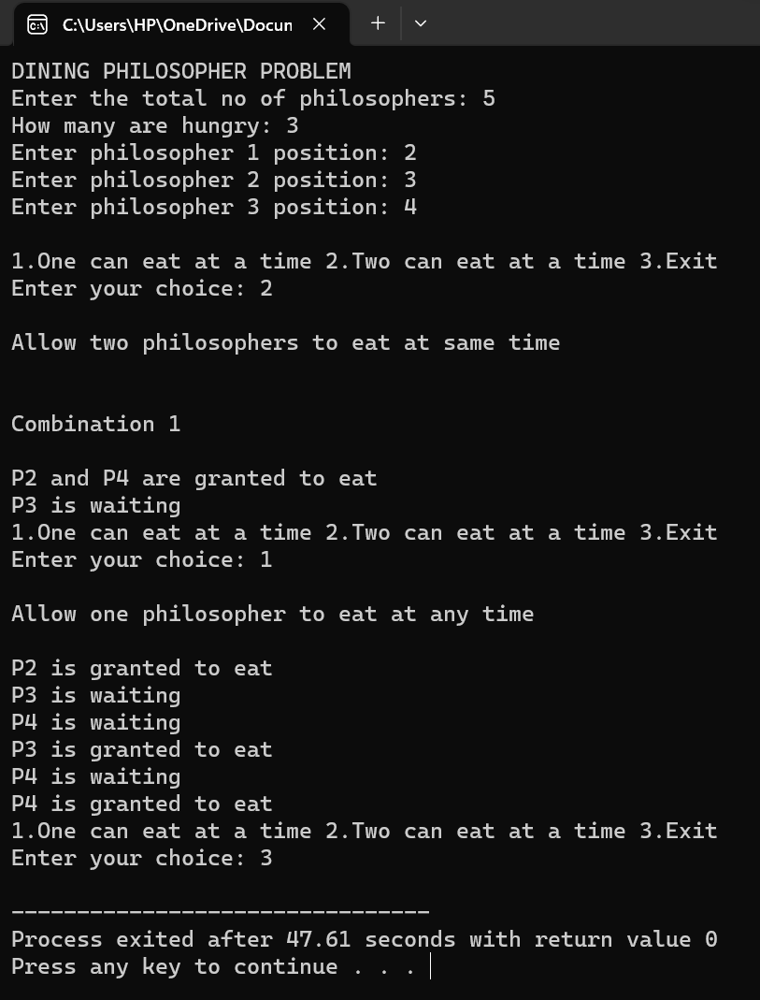 C:\Users\HP\OneDrive\Docun
DINING PHILOSOPHER PROBLEM
Enter the total no of philosophers: 5
How many are hungry: 3
Enter philosopher 1 position: 2
Enter philosopher 2 position: 3
Enter philosopher 3 position: 4
1.One can eat at a time 2.Two can eat at a time 3.Exit
Enter your choice: 2
Allow two philosophers to eat at same time
Combination 1
P2 and P4 are granted to eat
P3 is waiting
1.One can eat at a time 2.Two can eat at a time 3.Exit
Enter your choice: 1
Allow one philosopher to eat at any time
P2 is granted to eat
P3 is waiting
P4 is waiting
P3 is granted to eat
P4 is waiting
P4 is granted to eat
1.One can eat at a time 2.Two can eat at a time 3.Exit
Enter your choice: 3
--------------------------------
Process exited after 47.61 seconds with return value 0
Press any key to continue . . .